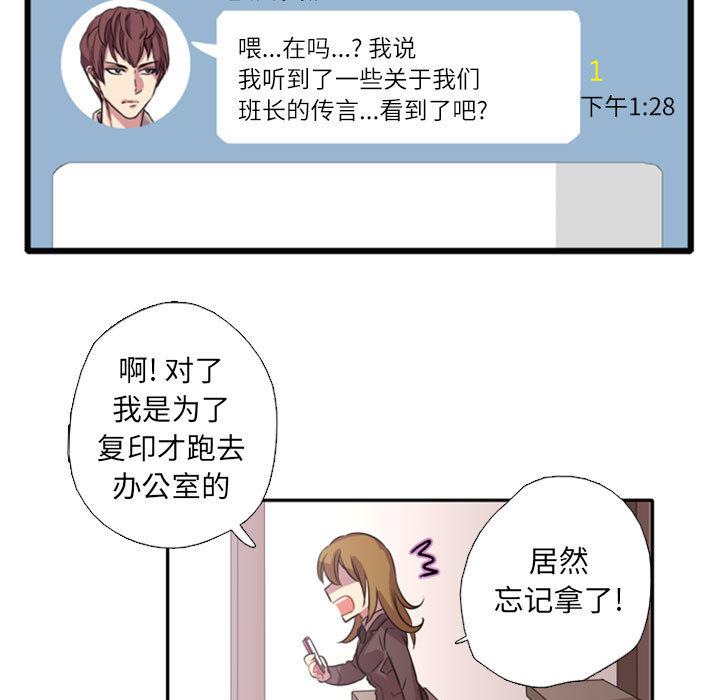 喂...在吗...? 我说
我听到了一些关于我们
班长的传言...看到了吧?
1
下午1:28
啊! 对了
我是为了
复印才跑去
办公室的
居然
忘记拿了!